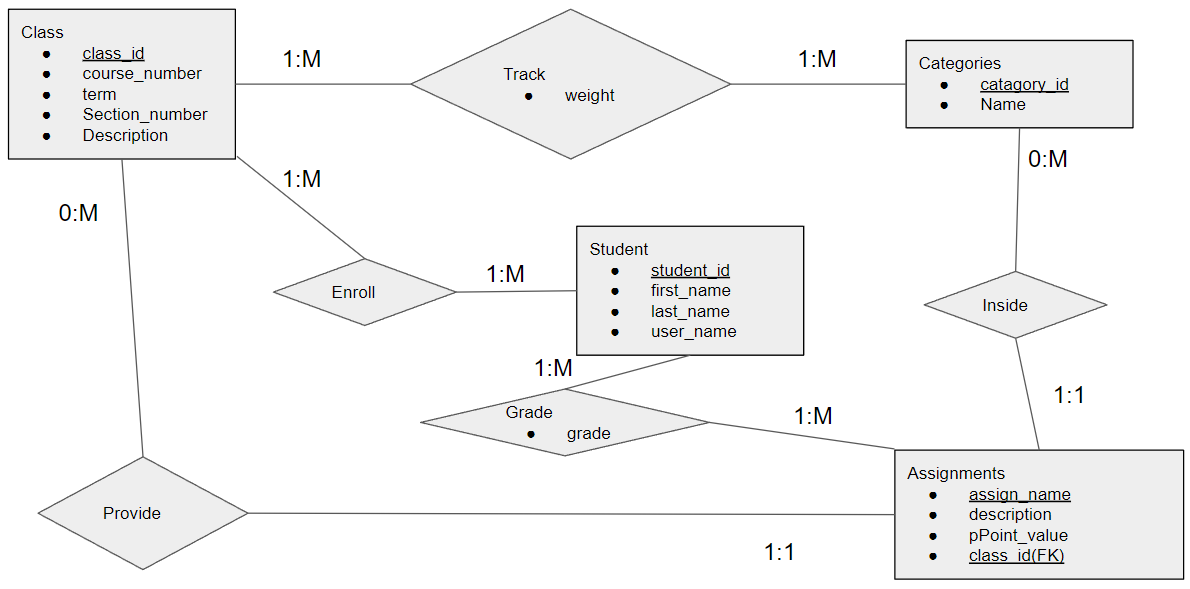 Class
● class_id
● course_number
● term
● Section_number
● Description
1:M
Track
● weight
1:M
Categories
● catagory_id
● Name
0:M
1:M
0:M
Enroll
1:M
Student
● student_id
● first_name
● last_name
● user_name
Inside
1:M
Grade
● grade
1:M
1:1
Provide
1:1
Assignments
● assign_name
● description
● pPoint_value
● class_id(FK)